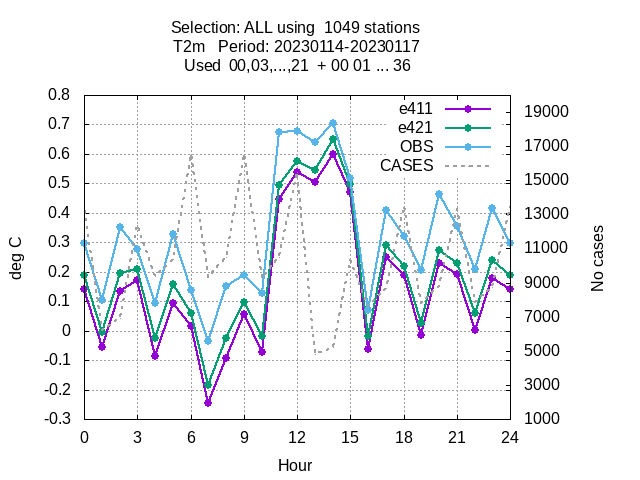 Selection: ALL using  1049 stations
T2m   Period: 20230114-20230117
Used  00,03,...,21  + 00 01 ... 36
e411
e421
OBS
CASES
0.8
0.7
0.6
0.5
0.4
0.3
0.2
0.1
0
-0.1
-0.2
-0.3
deg C
19000
17000
15000
13000
11000
9000
7000
5000
3000
1000
No cases
0 3 6 9 12 15 18 21 24
Hour